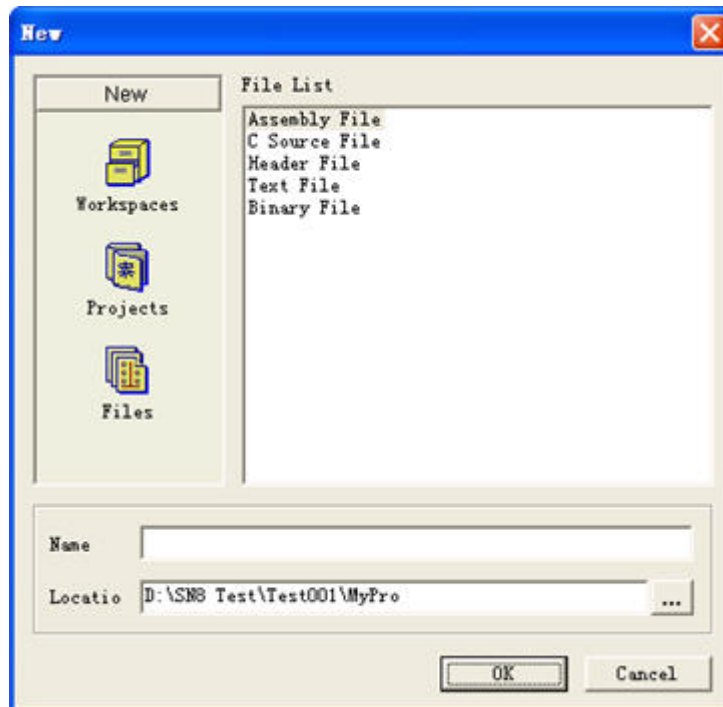 New
New
Workspaces
Projects
Files
File List
Assembly File
C Source File
Header File
Text File
Binary File
Name
Locatio
D:\SN8 Test\Test001\MyPro
...
OK
Cancel